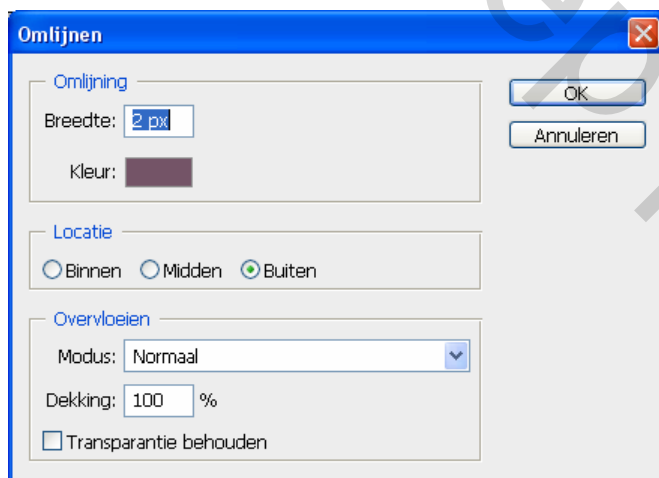 Omlijnen
Omlijning
Breedte: 2 px
Kleur:
OK
Annuleren
Locatie
Binnen Midden Buiten
Overvloeien
Modus: Normaal
Dekking: 100 %
Transparantie behouden